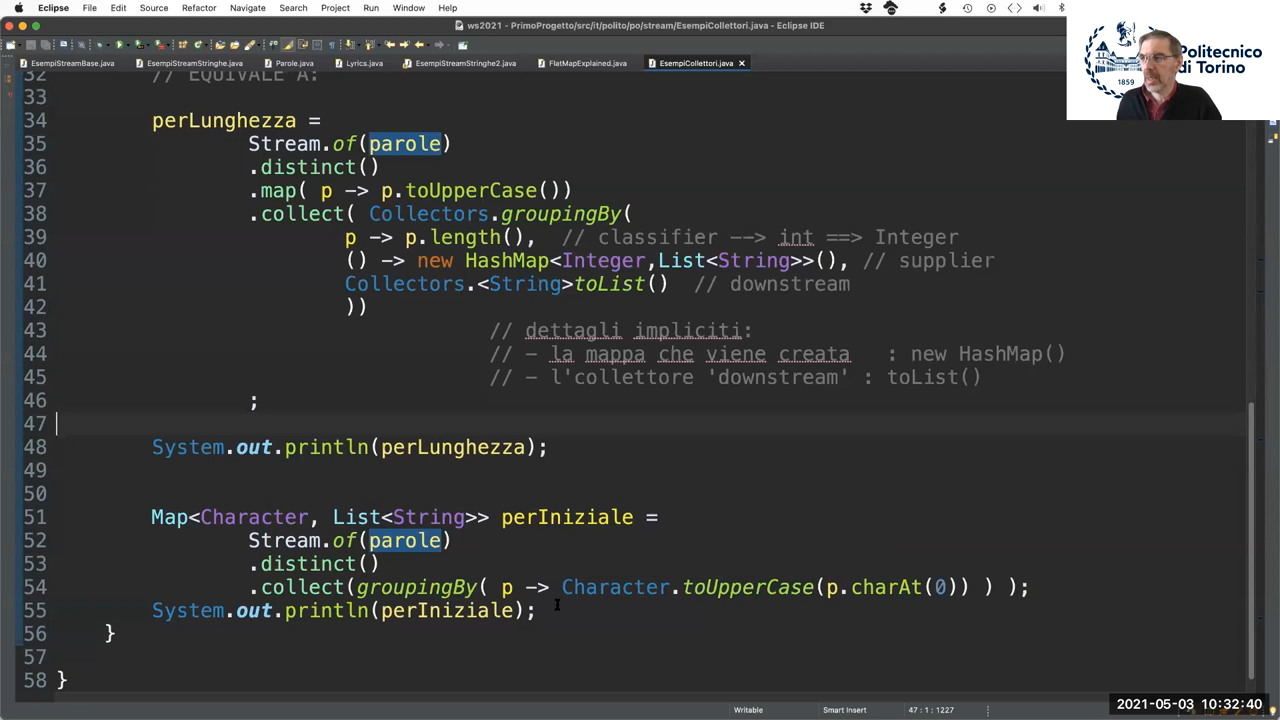 Eclipse File Edit Source Refactor Navigate Search Project Run Window Help
ws2021 - PrimoProgetto/src/it/polito/po/stream/EsempiCollettori.java - Eclipse IDE
EsempiStreamBase.java EsempiStreamStringhe.java Parole.java Lyrics.java EsempiStreamStringhe2.java FlatMapExplained.java EsempiCollettori.java
Politecnico
di Torino
1859
32 // EQUIVALE A:
33
34 perLunghezza =
35 Stream.of(parole)
36 .distinct()
37 .map( p -> p.toUpperCase())
38 .collect( Collectors.groupingBy(
39 p -> p.length(), // classifier --> int ==> Integer
40 () -> new HashMap<Integer,List<String>>(), // supplier
41 Collectors.<String>toList() // downstream
42 ))
43 // dettagli impliciti:
44 // - la mappa che viene creata : new HashMap()
45 // - l'collettore 'downstream' : toList()
46 ;
47
48 System.out.println(perLunghezza);
49
50
51 Map<Character, List<String>> perIniziale =
52 Stream.of(parole)
53 .distinct()
54 .collect(groupingBy( p -> Character.toUpperCase(p.charAt(0)) ) );
55 System.out.println(perIniziale);
56 }
57
58 }
Writable Smart Insert 47 : 1 : 1227
2021-05-03 10:32:40